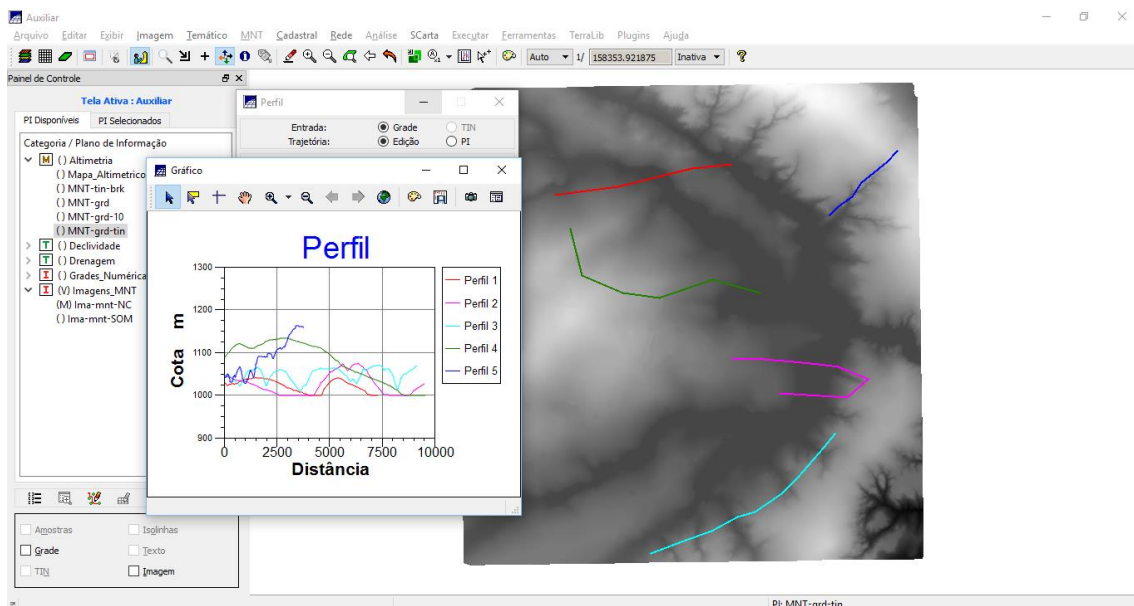 Auxiliar
Arquivo Editar Exibir Imagem Temático MNT Cadastral Rede Análise SCarta Executar Ferramentas TerraLib Plugins Ajuda
Auto 1/ 158353.921875 Inativa
Painel de Controle
Tela Ativa : Auxiliar
PI Disponíveis PI Selecionados
Categoria / Plano de Informação
M () Altimetria
() Mapa_Altimetrico
() MNT-tin-brk
() MNT-grd
() MNT-grd-10
() MNT-grd-tin
T () Declividade
T () Drenagem
I () Grades_Numérica
I (V) Imagens_MNT
(M) Ima-mnt-NC
() Ima-mnt-SOM
Amostras Isolinhas
Grade Texto
TIN Imagem
Perfil
Entrada: Grade TIN
Trajetória: Edição PI
Gráfico
Perfil
Cota m
1300
1200
1100
1000
900
0 2500 5000 7500 10000
Distância
Perfil 1
Perfil 2
Perfil 3
Perfil 4
Perfil 5
PI: MNT-grd-tin